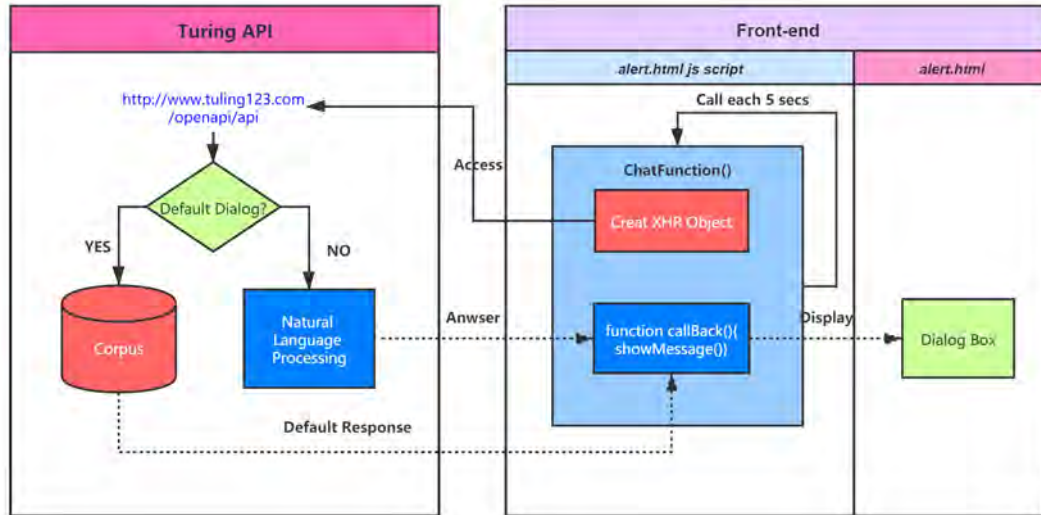 Turing API
Front-end
alert.html js script
alert.html
http://www.tuling123.com
/openapi/api
Call each 5 secs
Access
ChatFunction()
Default Dialog?
Creat XHR Object
YES
NO
Corpus
Natural
Language
Processing
Anwser
function callBack(){
showMessage()}
Display
Dialog Box
Default Response